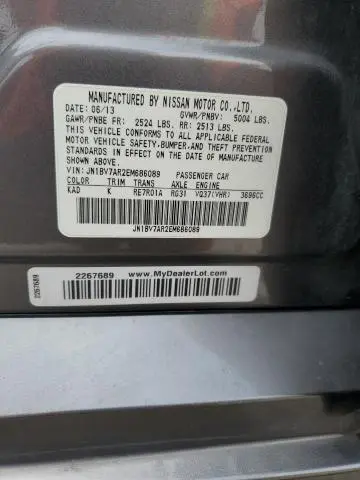 MANUFACTURED BY NISSAN MOTOR CO.,LTD.
DATE: 06/13 GVWR/PNBV: 5004 LBS.
GAWR/PNBE FR: 2524 LBS. RR: 2513 LBS.
THIS VEHICLE CONFORMS TO ALL APPLICABLE FEDERAL
MOTOR VEHICLE SAFETY,BUMPER,AND THEFT PREVENTION
STANDARDS IN EFFECT ON THE DATE OF MANUFACTURE
SHOWN ABOVE.
VIN: JN1BV7AR2EM686089 PASSENGER CAR
COLOR TRIM TRANS AXLE ENGINE
KAD K RE7R01A RG31 VQ37(VHR) 3696CC
JN1BV7AR2EM686089
2267689
2267689 www.MyDealerLot.com